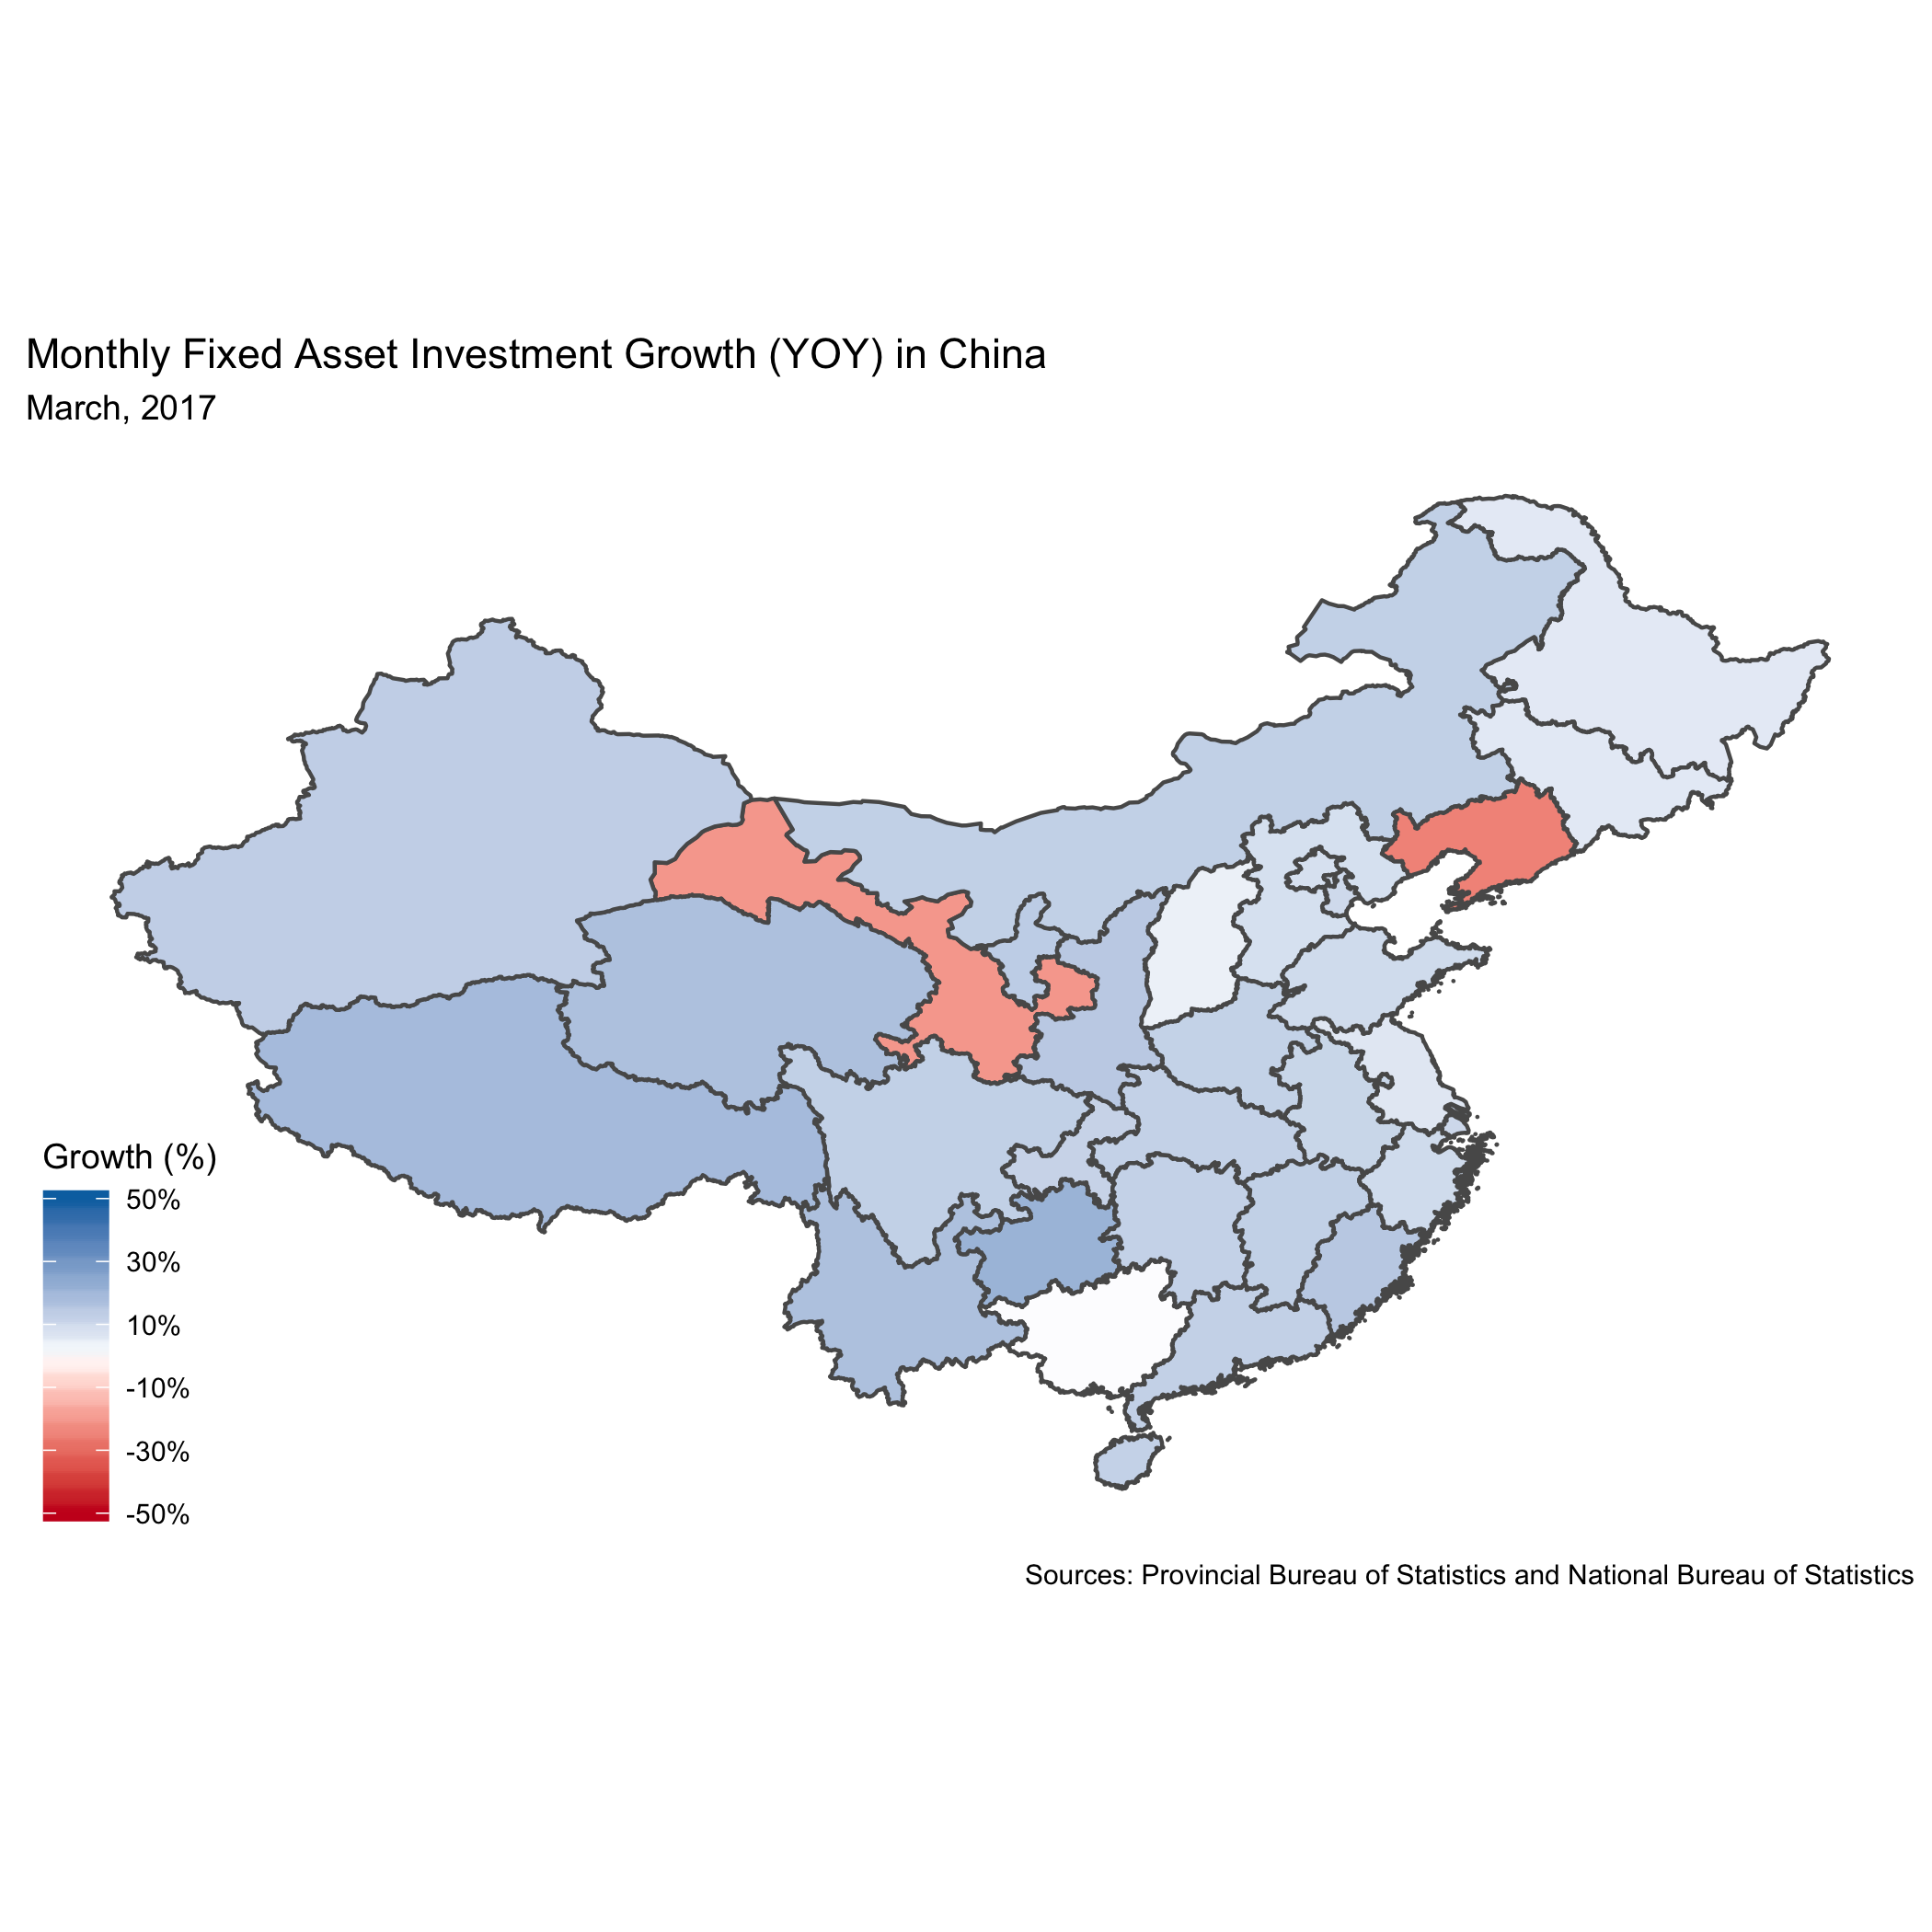 Monthly Fixed Asset Investment Growth (YOY) in China
March, 2017
Growth (%)
50%
30%
10%
-10%
-30%
-50%
Sources: Provincial Bureau of Statistics and National Bureau of Statistics